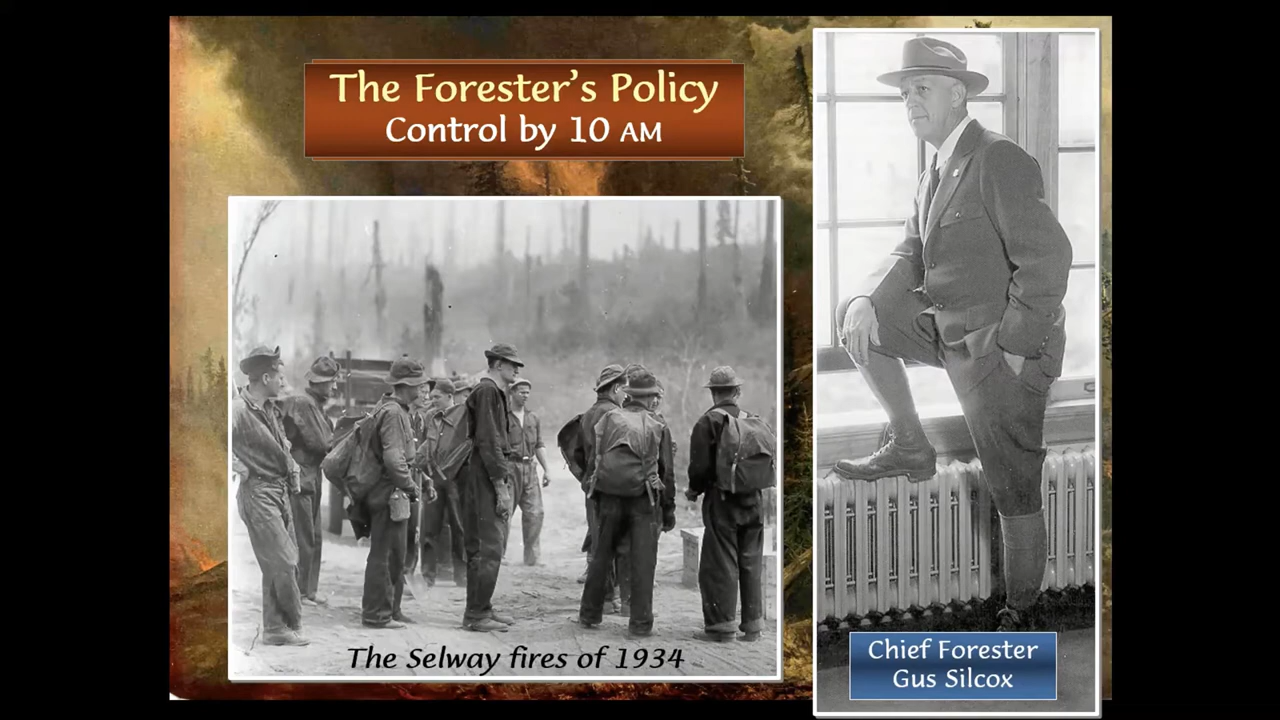 The Forester’s Policy
Control by 10 AM
The Selway fires of 1934
Chief Forester
Gus Silcox